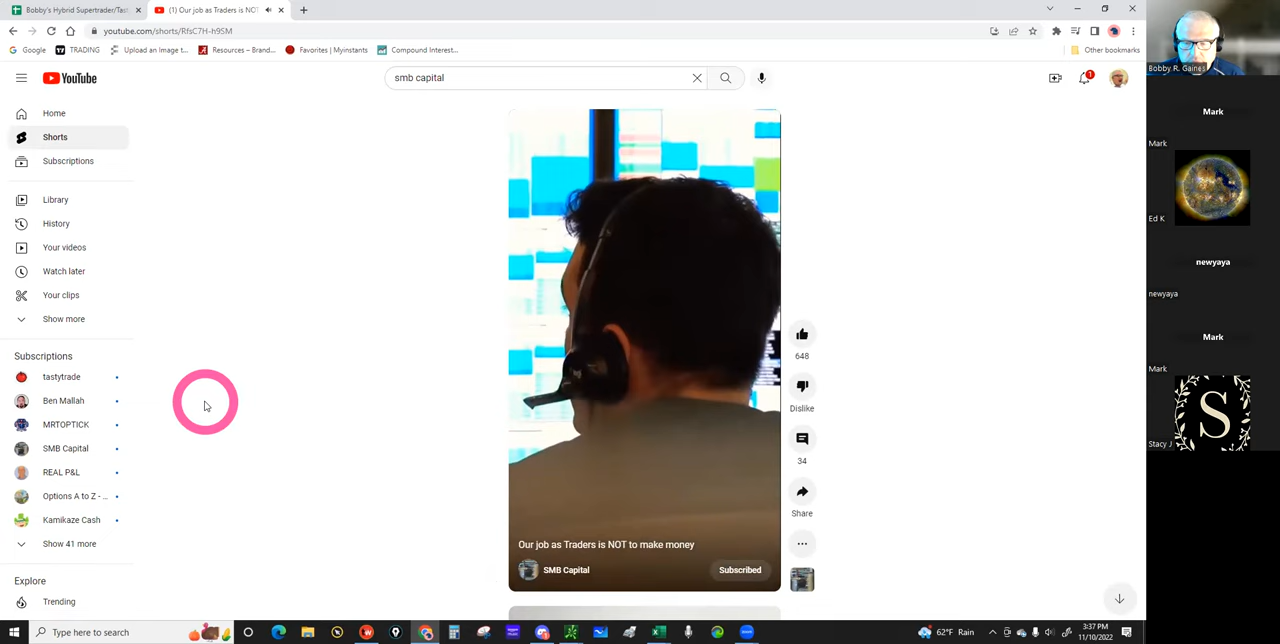 Bobby's Hybrid Supertrader/Tast
(1) Our job as Traders is NOT
youtube.com/shorts/RfsC7H-h9SM
Google
TRADING
Upload an Image t...
Resources – Brand...
Favorites | Myinstants
Compound Interest...
Other bookmarks
YouTube
smb capital
1
Home
Shorts
Subscriptions
Library
History
Your videos
Watch later
Your clips
Show more
Subscriptions
tastytrade
Ben Mallah
MRTOPTICK
SMB Capital
REAL P&L
Options A to Z - ...
Kamikaze Cash
Show 41 more
Explore
Trending
648
Dislike
34
Share
Our job as Traders is NOT to make money
SMB Capital
Subscribed
Bobby R. Gaines
Mark
Mark
Ed K
newyaya
newyaya
Mark
Mark
S
Stacy J
Type here to search
62°F Rain
3:37 PM
11/10/2022